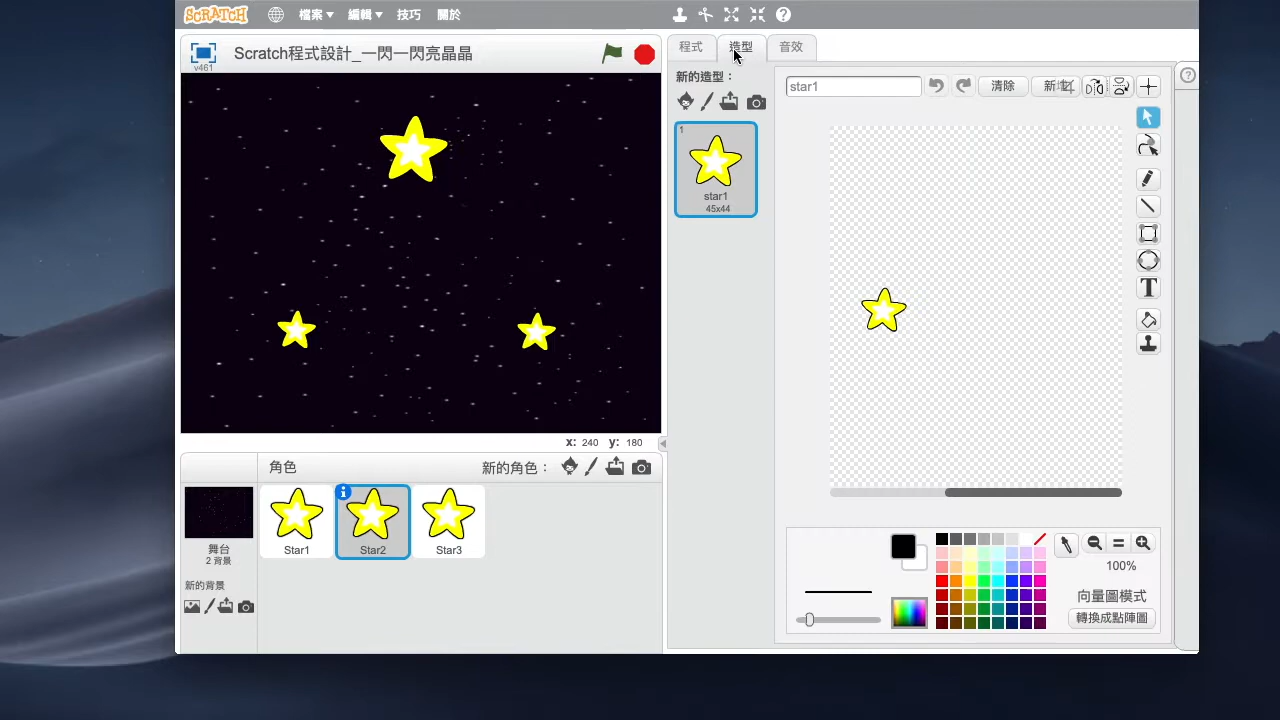 SCRATCH
檔案▼
編輯▼
技巧
關於
v461
Scratch程式設計_一閃一閃亮晶晶
程式
造型
音效
新的造型：
star1
清除
新增
1
star1
45x44
x: 240 y: 180
角色
新的角色：
舞台
2 背景
新的背景
Star1
Star2
Star3
T
100%
向量圖模式
轉換成點陣圖